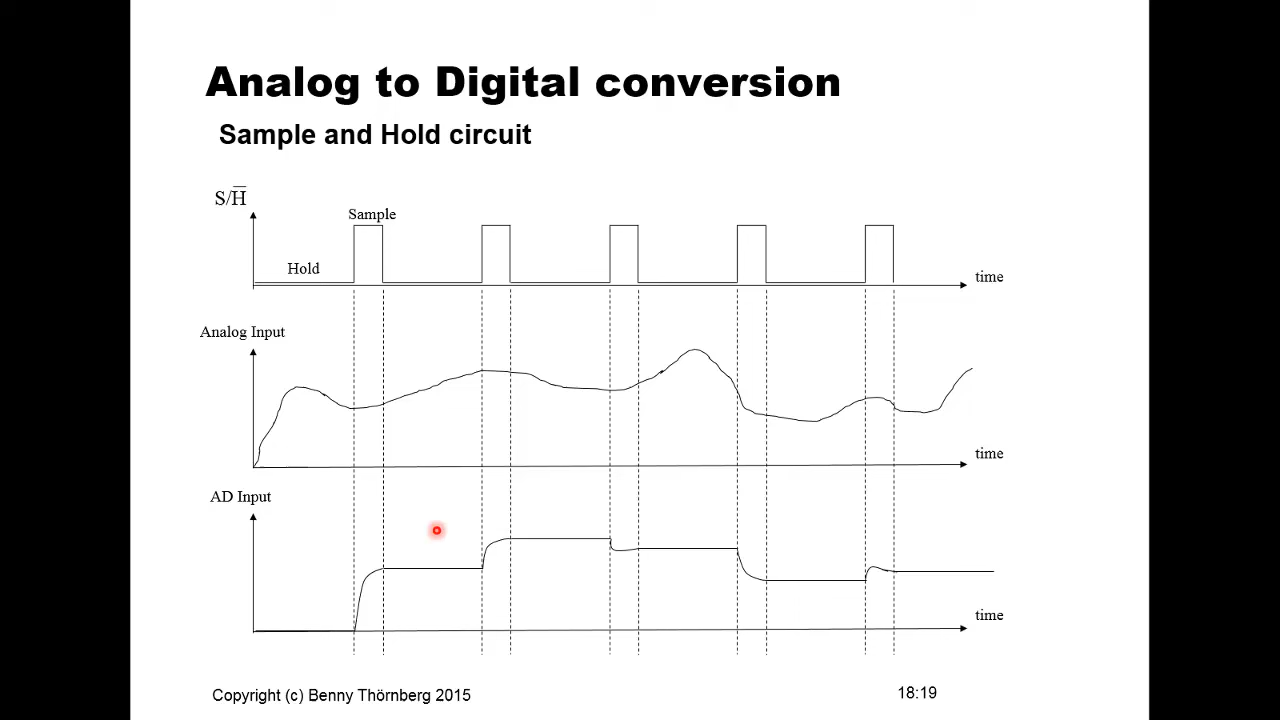 Analog to Digital conversion
Sample and Hold circuit
S/H̅
Sample
Hold
time
Analog Input
time
AD Input
time
Copyright (c) Benny Thörnberg 2015
18:19